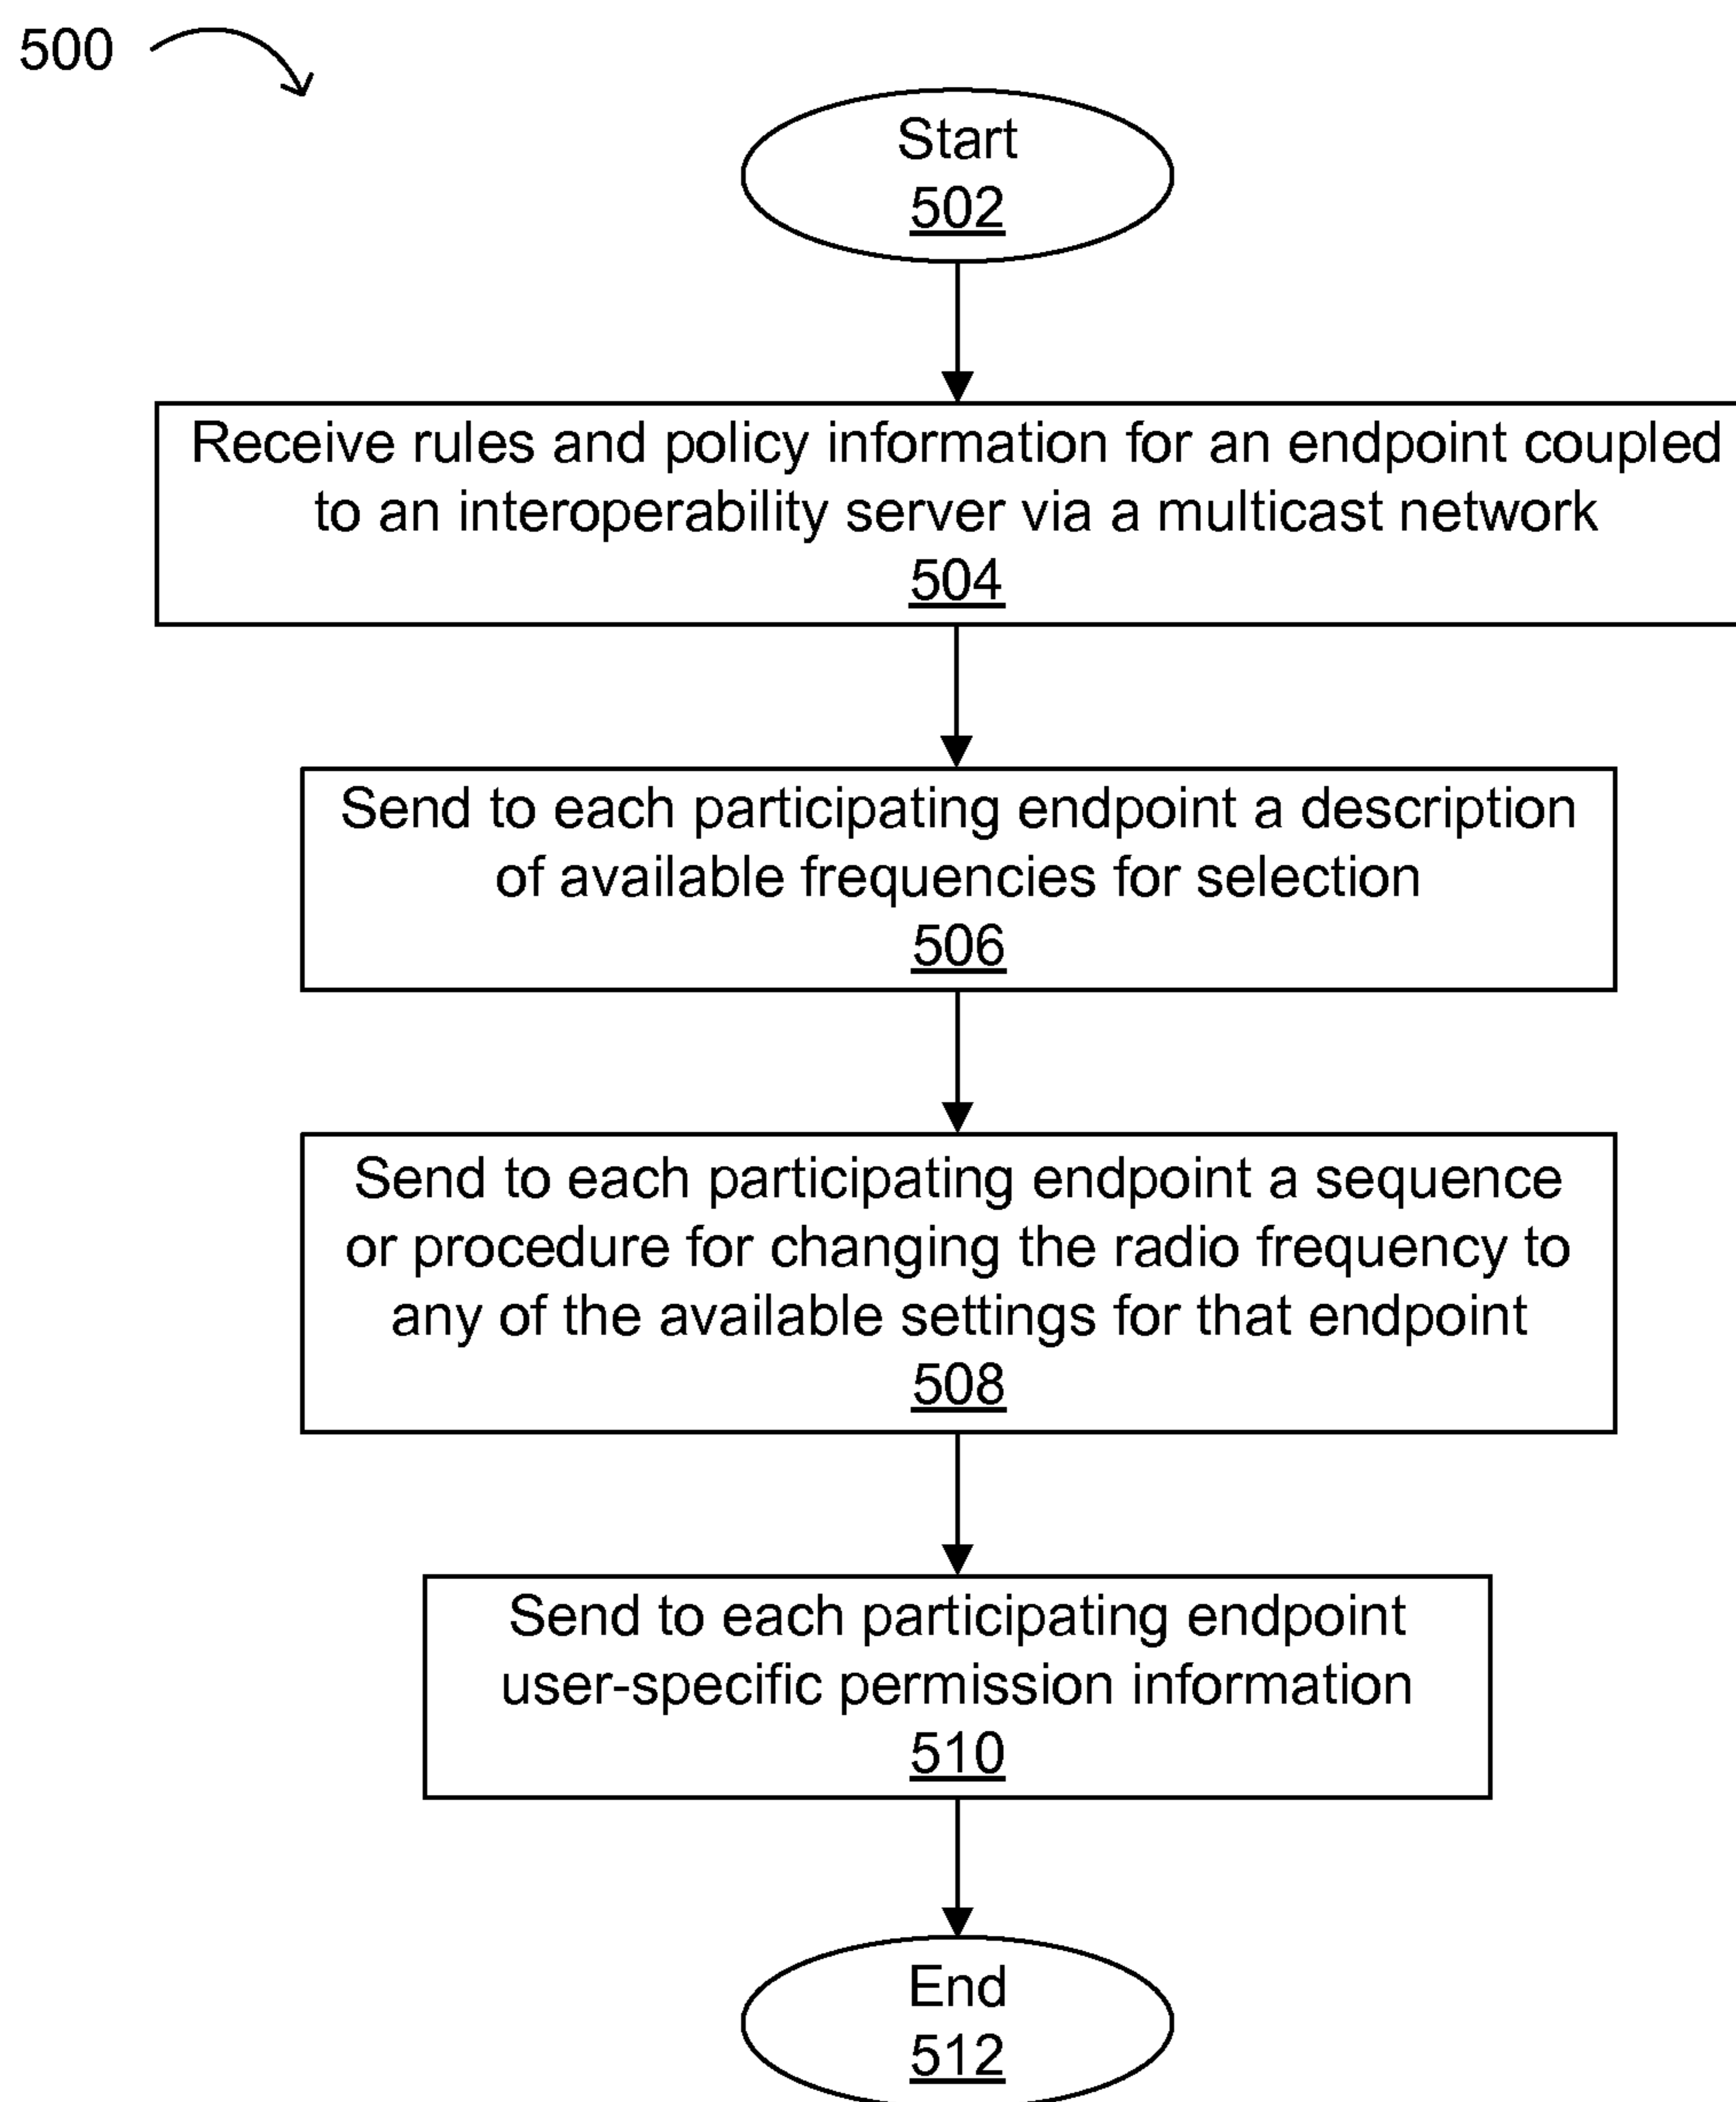 500
Start
502
Receive rules and policy information for an endpoint coupled
to an interoperability server via a multicast network
504
Send to each participating endpoint a description
of available frequencies for selection
506
Send to each participating endpoint a sequence
or procedure for changing the radio frequency to
any of the available settings for that endpoint
508
Send to each participating endpoint
user-specific permission information
510
End
512